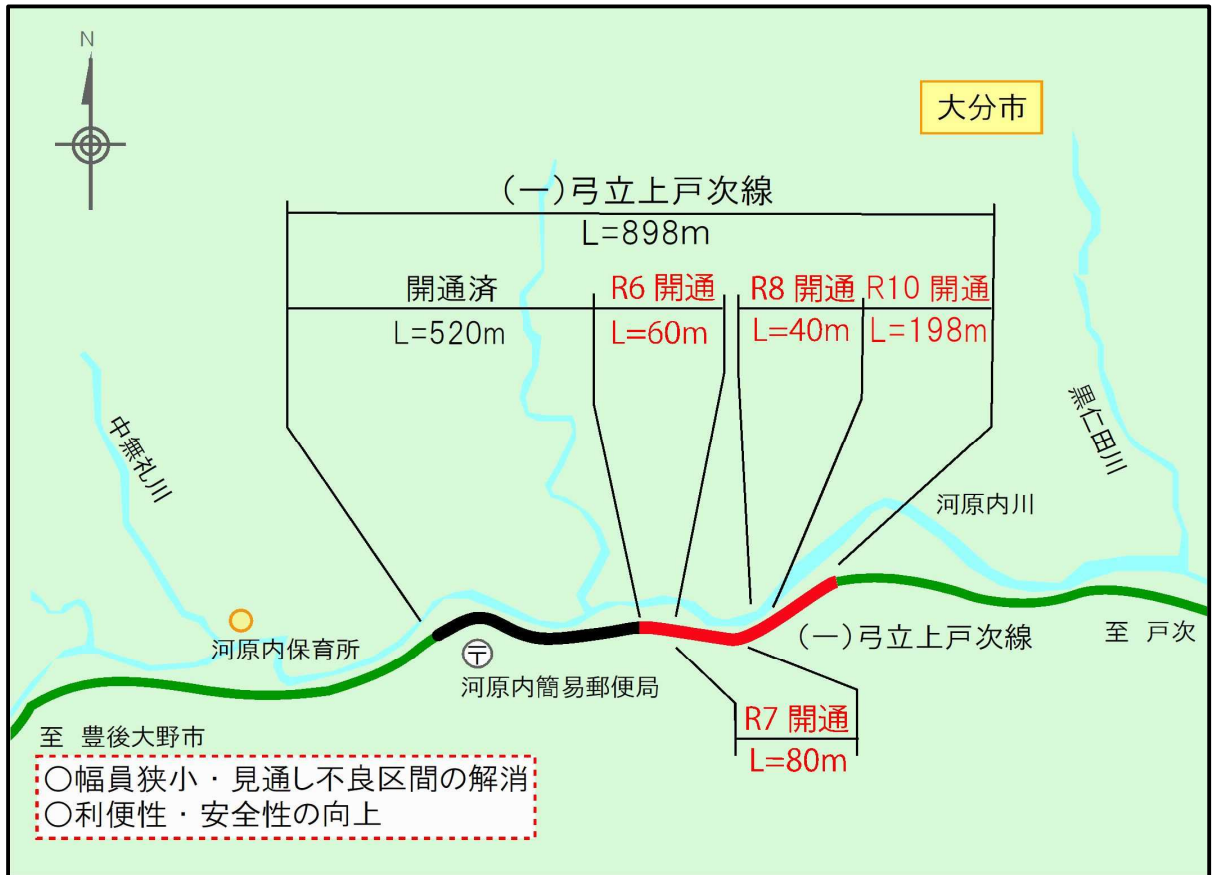 N
大分市
(一)弓立上戸次線
L=898m
開通済
R6 開通
R8 開通
R10 開通
L=520m
L=60m
L=40m
L=198m
中無礼川
黒仁田川
河原内川
河原内保育所
〒
河原内簡易郵便局
(一)弓立上戸次線
至 戸次
至 豊後大野市
R7 開通
L=80m
○幅員狭小・見通し不良区間の解消
○利便性・安全性の向上